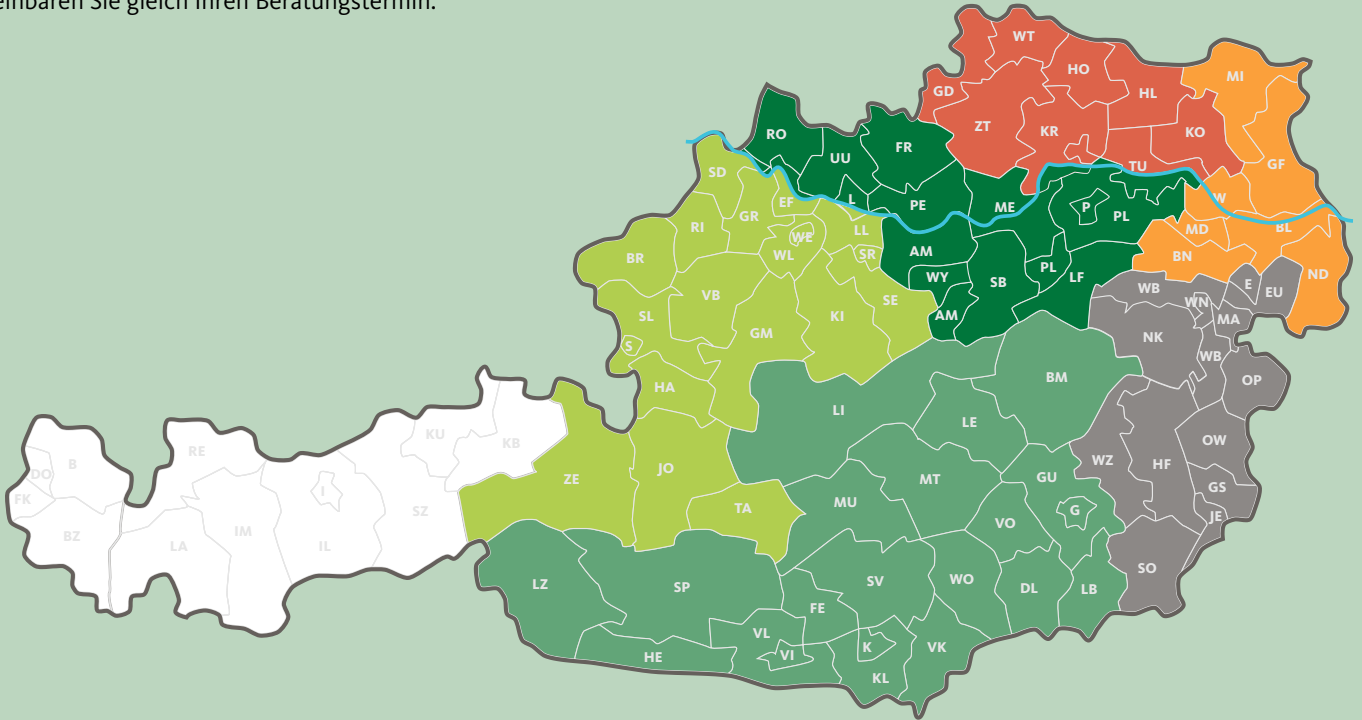 einbaren Sie gleich Ihren Beratungstermin.
WT
HO
MI
GD
HL
ZT
KR
KO
RO
UU
FR
TU
GF
SD
EF
L
PE
ME
P
PL
W
GR
RI
WE
LL
MD
BL
BR
WL
SR
AM
BN
ND
VB
WY
SB
PL
LF
WB
E
EU
SL
GM
KI
SE
AM
WN
MA
S
NK
WB
HA
BM
OP
LI
LE
KU
KB
RE
B
DO
JO
ZE
MT
GU
WZ
HF
OW
FK
I
SZ
TA
MU
VO
G
GS
JE
BZ
LA
IM
IL
LZ
SP
SV
WO
DL
LB
SO
FE
VL
VI
HE
K
VK
KL